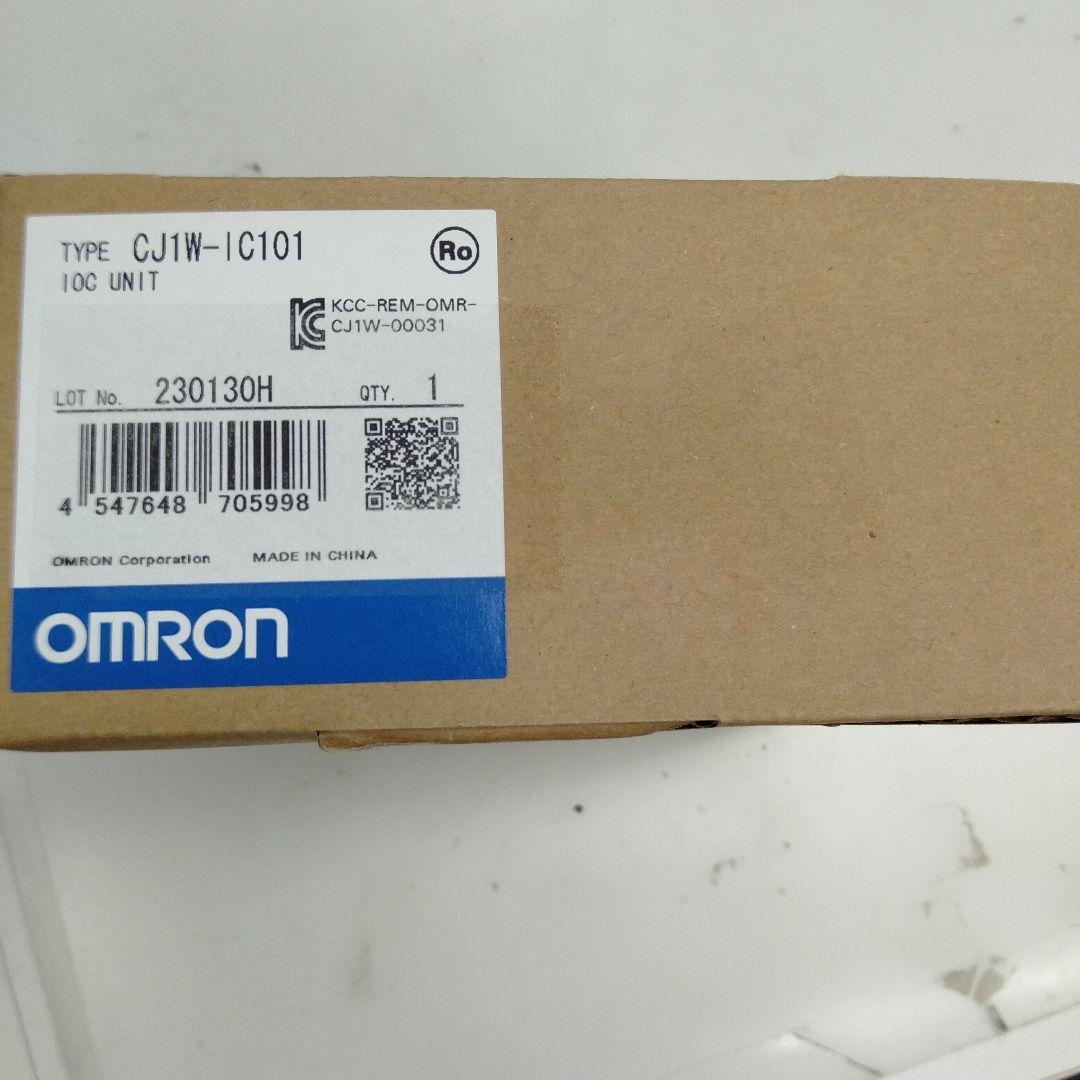 TYPE CJ1W-IC101 Ro
IOC UNIT
KCC-REM-OMR-
CJ1W-00031
LOT No. 230130H QTY. 1
4 547648 705998
OMRON Corporation MADE IN CHINA
OMRON